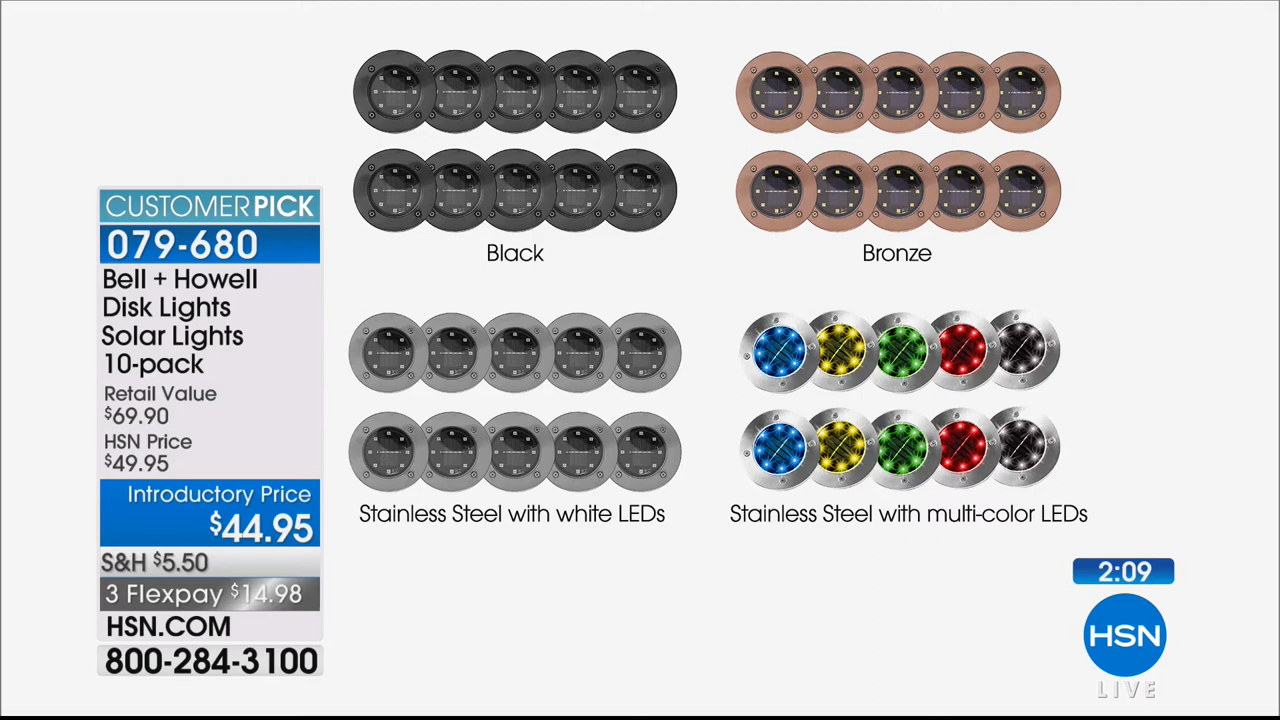 CUSTOMER PICK
079-680
Bell + Howell
Disk Lights
Solar Lights
10-pack
Retail Value
$69.90
HSN Price
$49.95
Introductory Price
$44.95
S&H $5.50
3 Flexpay $14.98
HSN.COM
800-284-3100
Black
Bronze
Stainless Steel with white LEDs
Stainless Steel with multi-color LEDs
2:09
HSN
LIVE